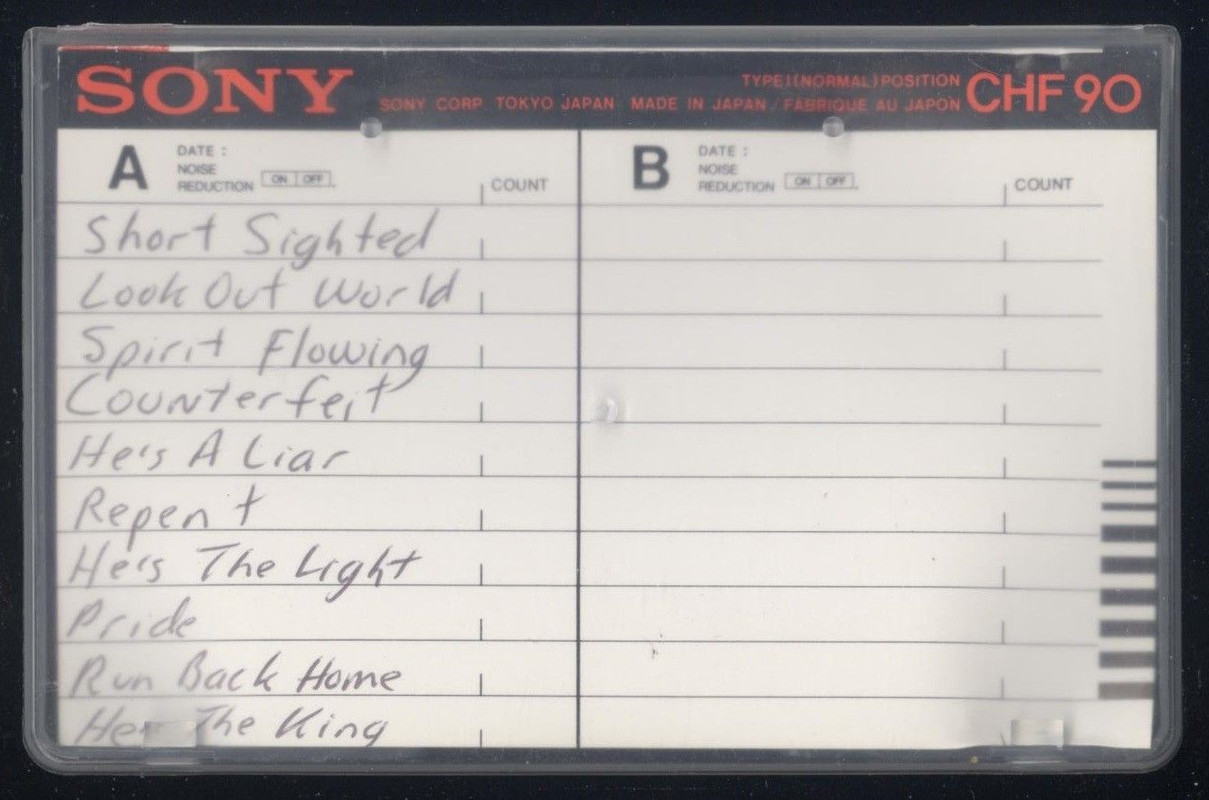 SONY
TYPE I (NORMAL) POSITION
SONY CORP. TOKYO JAPAN MADE IN JAPAN / FABRIQUÉ AU JAPON
CHF 90
A
DATE :
NOISE
REDUCTION ON OFF
COUNT
Short Sighted
Look Out World
Spirit Flowing
Counterfeit
He's A Liar
Repent
He's The Light
Pride
Run Back Home
The King
B
DATE :
NOISE
REDUCTION ON OFF
COUNT